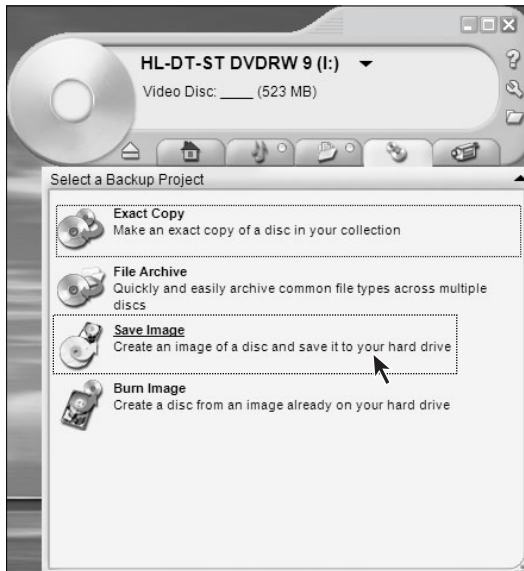 HL-DT-ST DVDRW 9 (I:)
Video Disc: ____ (523 MB)
Select a Backup Project
Exact Copy
Make an exact copy of a disc in your collection
File Archive
Quickly and easily archive common file types across multiple
discs
Save Image
Create an image of a disc and save it to your hard drive
Burn Image
Create a disc from an image already on your hard drive